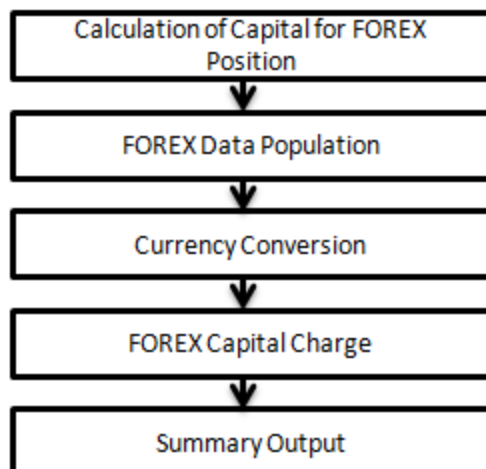 Calculation of Capital for FOREX
Position
FOREX Data Population
Currency Conversion
FOREX Capital Charge
Summary Output